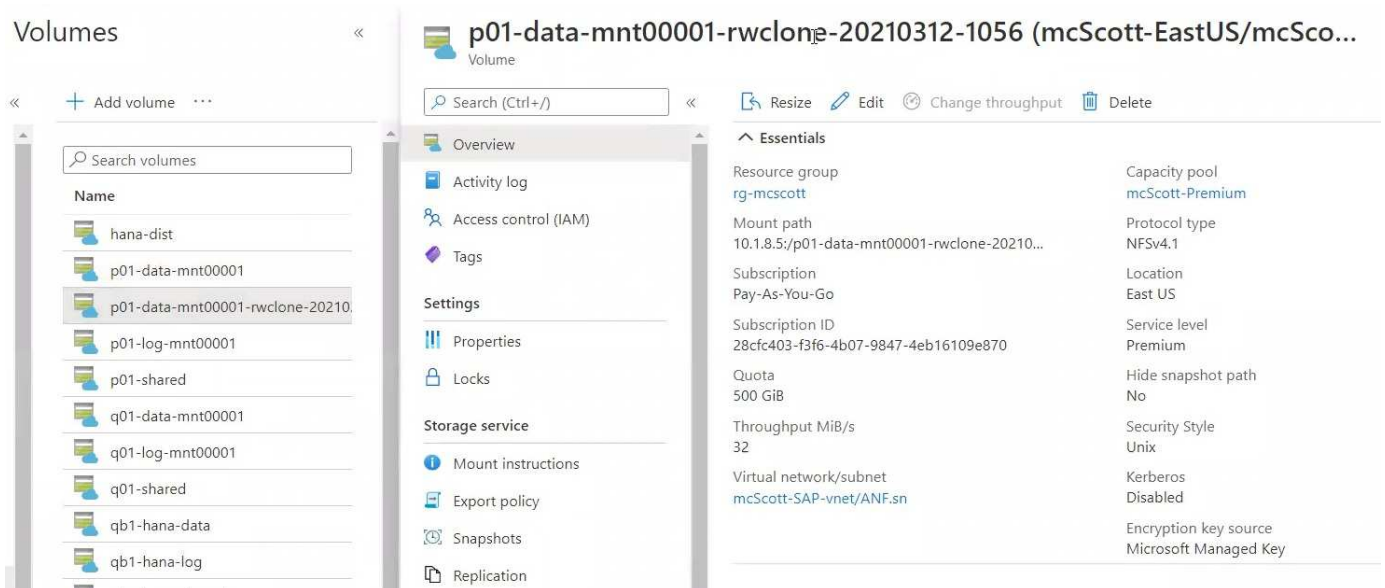 Volumes
«
p01-data-mnt00001-rwclone-20210312-1056 (mcScott-EastUS/mcSco...
Volume
«
+ Add volume ...
Search volumes
Name
hana-dist
p01-data-mnt00001
p01-data-mnt00001-rwclone-20210.
p01-log-mnt00001
p01-shared
q01-data-mnt00001
q01-log-mnt00001
q01-shared
qb1-hana-data
qb1-hana-log
Search (Ctrl+/)
«
Overview
Activity log
Access control (IAM)
Tags
Settings
Properties
Locks
Storage service
Mount instructions
Export policy
Snapshots
Replication
Resize Edit Change throughput Delete
Essentials
Resource group
rg-mcscott
Mount path
10.1.8.5:/p01-data-mnt00001-rwclone-20210...
Subscription
Pay-As-You-Go
Subscription ID
28cfc403-f3f6-4b07-9847-4eb16109e870
Quota
500 GiB
Throughput MiB/s
32
Virtual network/subnet
mcScott-SAP-vnet/ANF.sn
Capacity pool
mcScott-Premium
Protocol type
NFSv4.1
Location
East US
Service level
Premium
Hide snapshot path
No
Security Style
Unix
Kerberos
Disabled
Encryption key source
Microsoft Managed Key